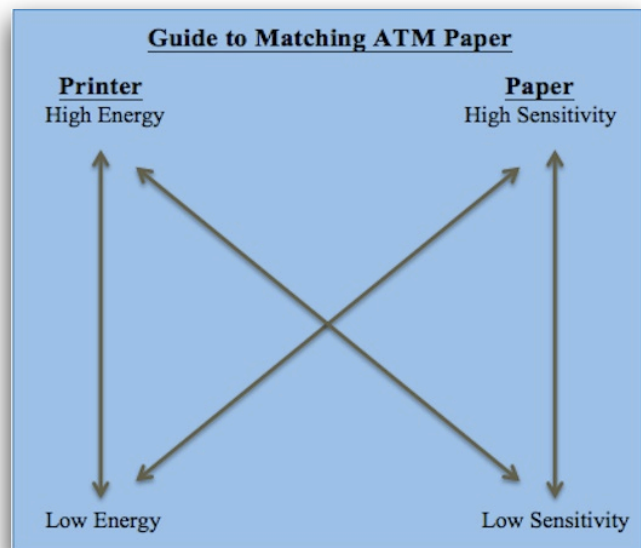 Guide to Matching ATM Paper
Printer
High Energy
Paper
High Sensitivity
Low Energy
Low Sensitivity